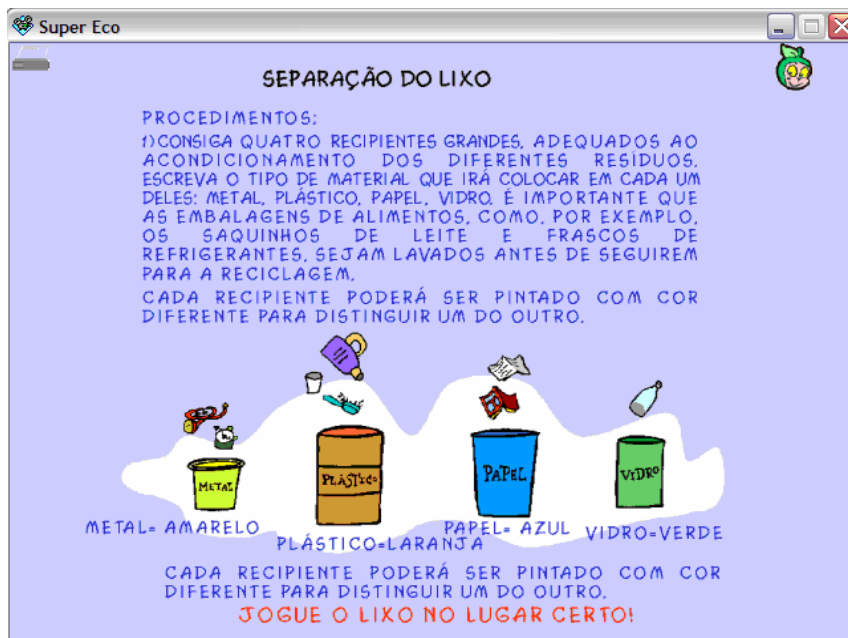 Super Eco
SEPARAÇÃO DO LIXO
PROCEDIMENTOS:
1) CONSIGA QUATRO RECIPIENTES GRANDES, ADEQUADOS AO
ACONDICIONAMENTO DOS DIFERENTES RESÍDUOS.
ESCREVA O TIPO DE MATERIAL QUE IRÁ COLOCAR EM CADA UM
DELES: METAL, PLÁSTICO, PAPEL, VIDRO. É IMPORTANTE QUE
AS EMBALAGENS DE ALIMENTOS, COMO, POR EXEMPLO,
OS SAQUINHOS DE LEITE E FRASCOS DE
REFRIGERANTES, SEJAM LAVADOS ANTES DE SEGUIREM
PARA A RECICLAGEM.
CADA RECIPIENTE PODERÁ SER PINTADO COM COR
DIFERENTE PARA DISTINGUIR UM DO OUTRO.
METAL
PLÁSTICO
PAPEL
VIDRO
METAL= AMARELO
PLÁSTICO=LARANJA
PAPEL= AZUL
VIDRO=VERDE
CADA RECIPIENTE PODERÁ SER PINTADO COM COR
DIFERENTE PARA DISTINGUIR UM DO OUTRO.
JOGUE O LIXO NO LUGAR CERTO!